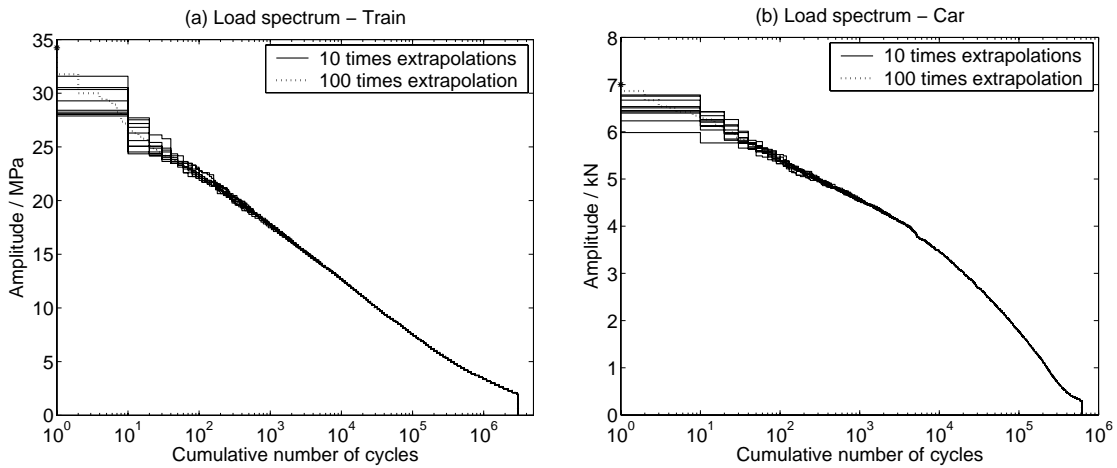 (a) Load spectrum – Train
35
30
25
20
15
10
5
0
Amplitude / MPa
10 times extrapolations
100 times extrapolation
10^0 10^1 10^2 10^3 10^4 10^5 10^6
Cumulative number of cycles
(b) Load spectrum – Car
8
7
6
5
4
3
2
1
0
Amplitude / kN
10 times extrapolations
100 times extrapolation
10^0 10^1 10^2 10^3 10^4 10^5 10^6
Cumulative number of cycles